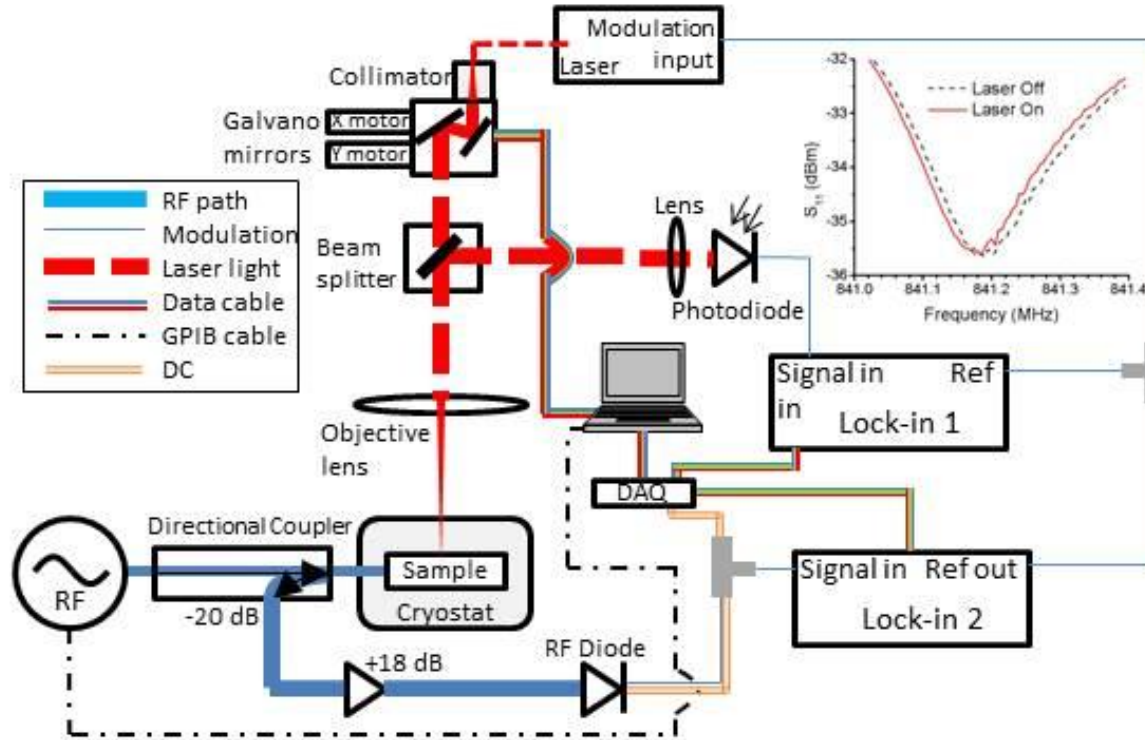 Modulation
input
Laser
Collimator
Galvano
mirrors
X motor
Y motor
RF path
Modulation
Laser light
Data cable
GPIB cable
DC
Beam
splitter
Lens
Photodiode
-32
-33
-34
-35
-36
S11 (dBm)
Laser Off
Laser On
841.0 841.1 841.2 841.3 841.4
Frequency (MHz)
Objective
lens
Signal in Ref
in
Lock-in 1
DAQ
Directional Coupler
RF
-20 dB
Sample
Cryostat
Signal in Ref out
Lock-in 2
+18 dB
RF Diode